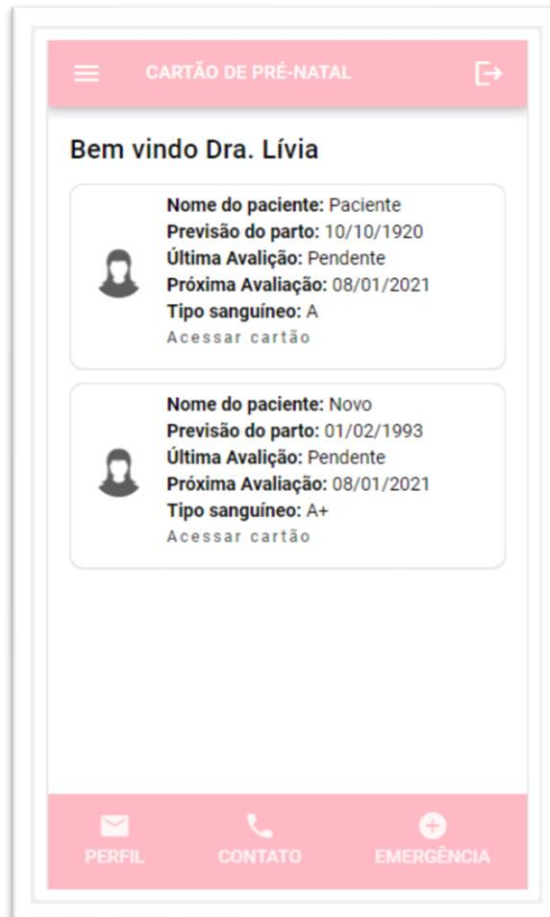 CARTÃO DE PRÉ-NATAL
Bem vindo Dra. Lívia
Nome do paciente: Paciente
Previsão do parto: 10/10/1920
Última Avalição: Pendente
Próxima Avaliação: 08/01/2021
Tipo sanguíneo: A
Acessar cartão
Nome do paciente: Novo
Previsão do parto: 01/02/1993
Última Avalição: Pendente
Próxima Avaliação: 08/01/2021
Tipo sanguíneo: A+
Acessar cartão
PERFIL CONTATO EMERGÊNCIA